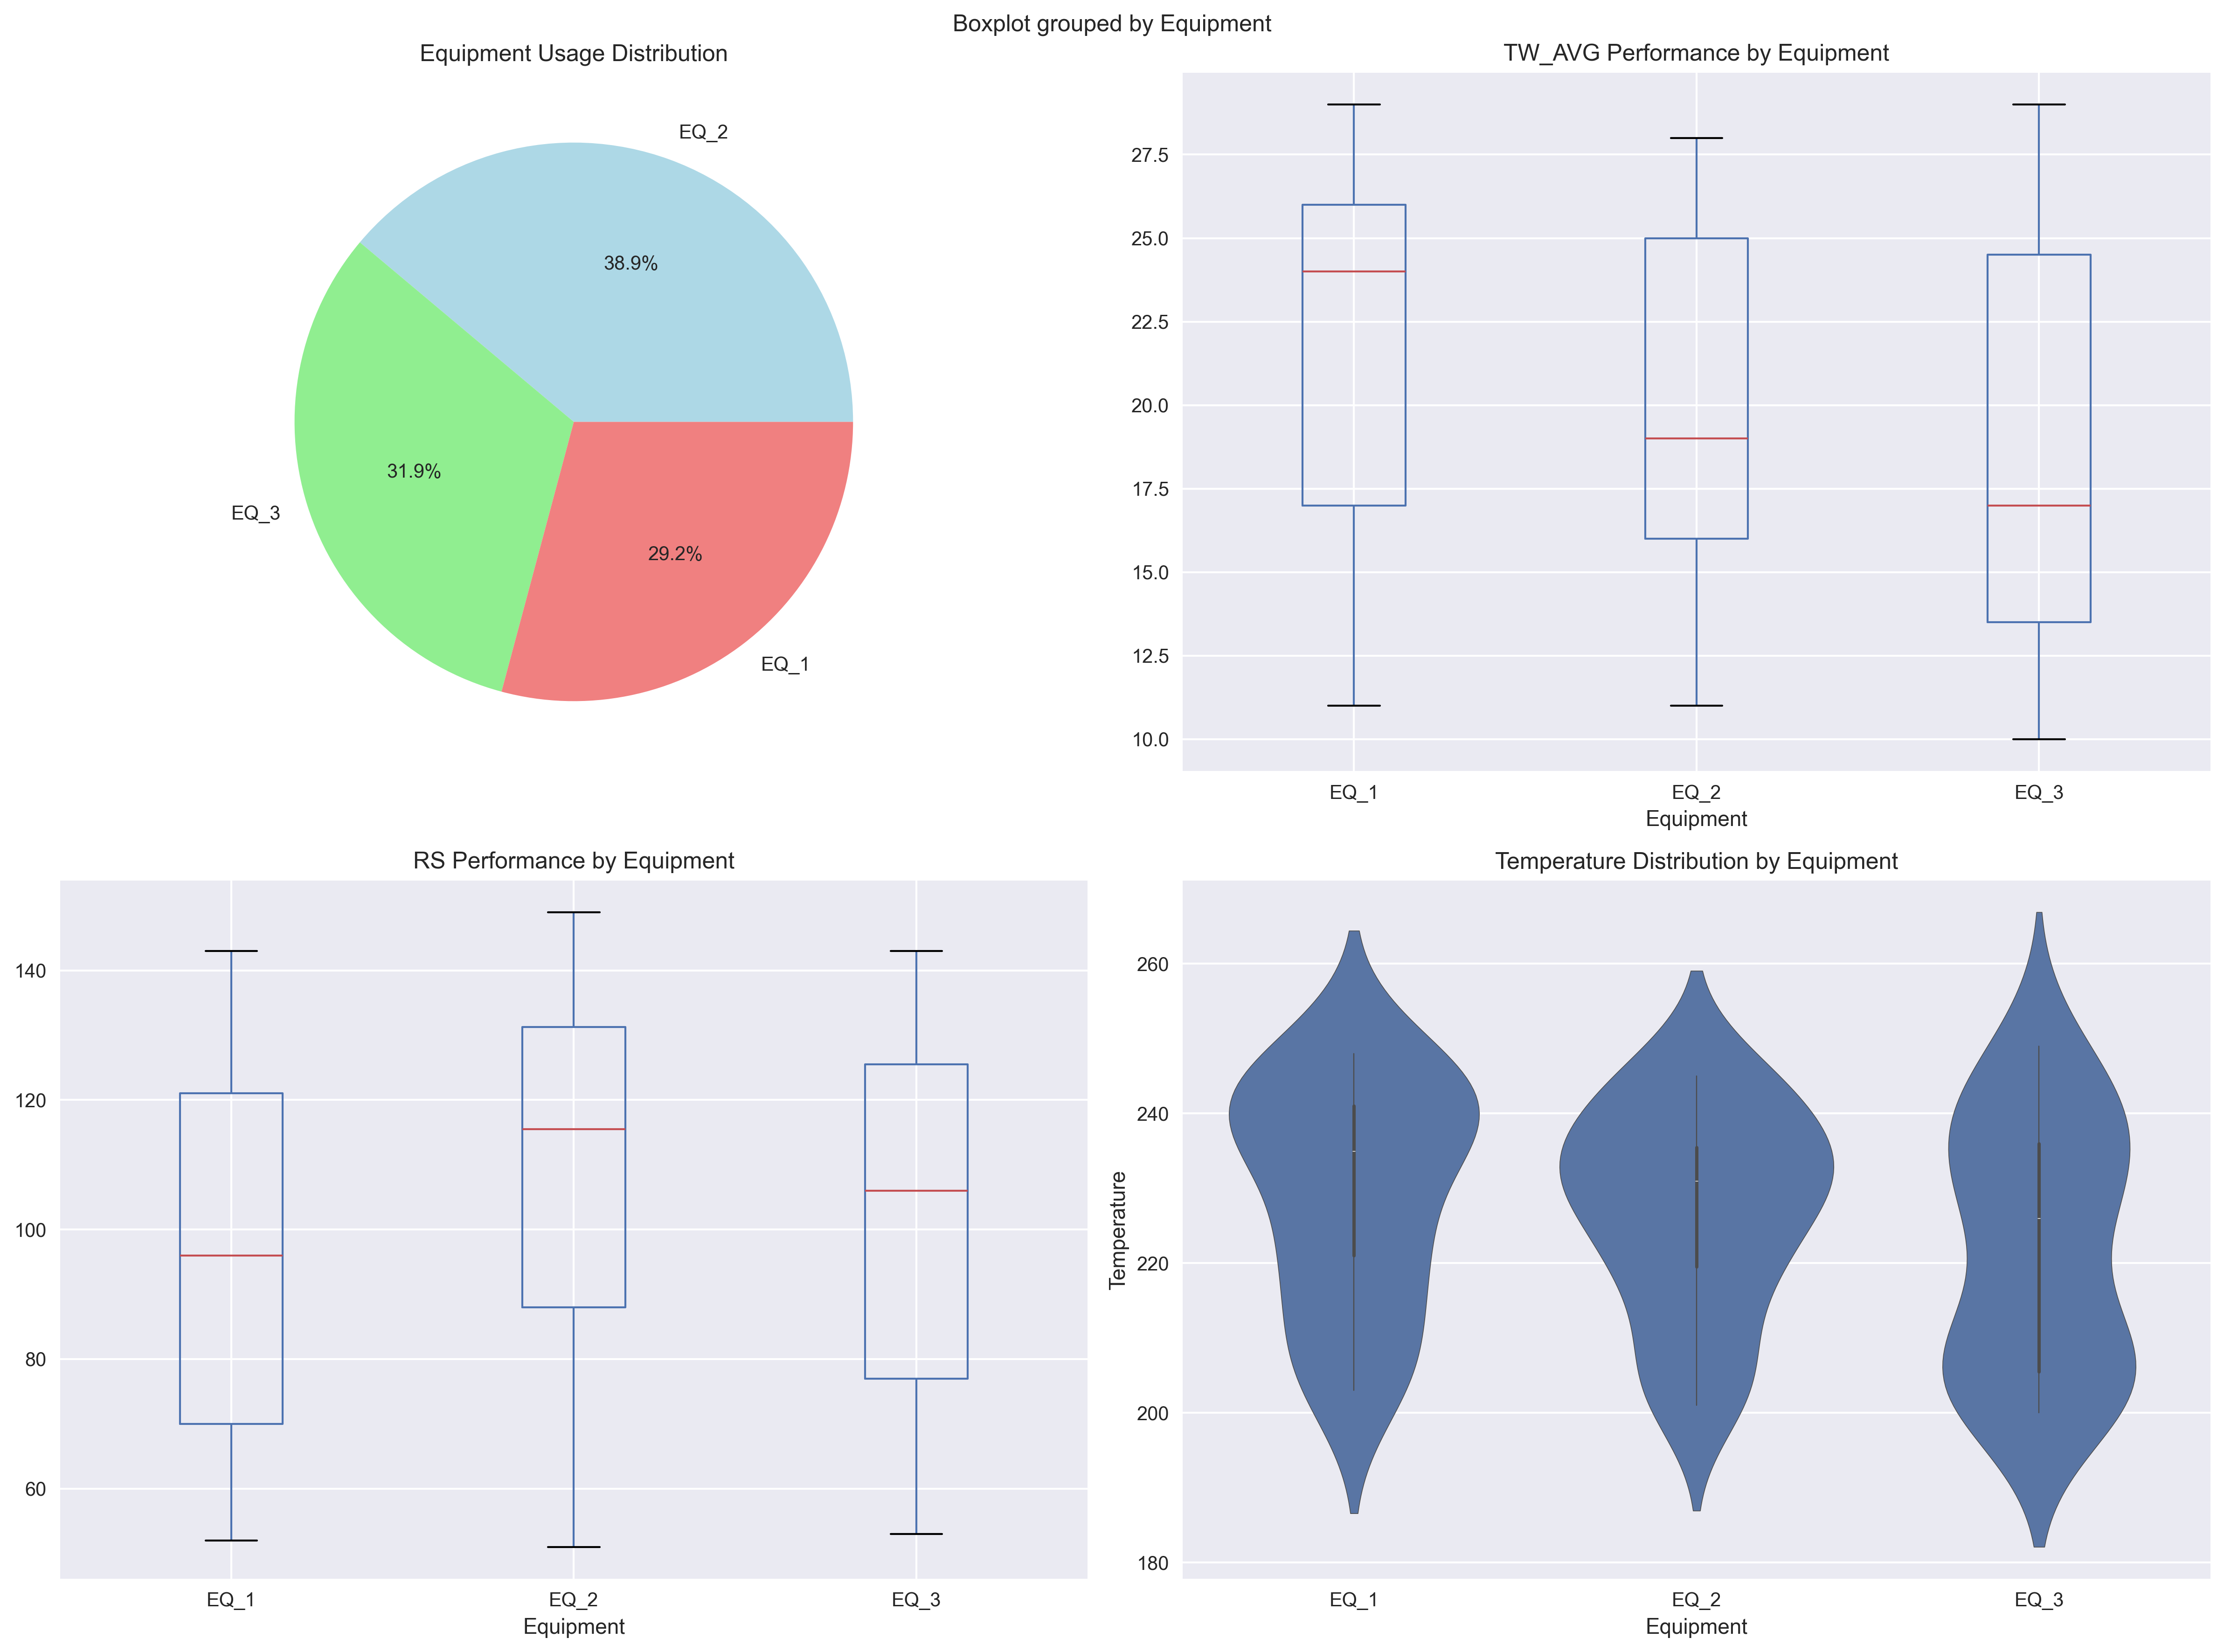 Boxplot grouped by Equipment
Equipment Usage Distribution
EQ_2
38.9%
31.9%
EQ_3
29.2%
EQ_1
TW_AVG Performance by Equipment
27.5
25.0
22.5
20.0
17.5
15.0
12.5
10.0
EQ_1 EQ_2 EQ_3
Equipment
RS Performance by Equipment
140
120
100
80
60
EQ_1 EQ_2 EQ_3
Equipment
Temperature Distribution by Equipment
Temperature
260
240
220
200
180
EQ_1 EQ_2 EQ_3
Equipment